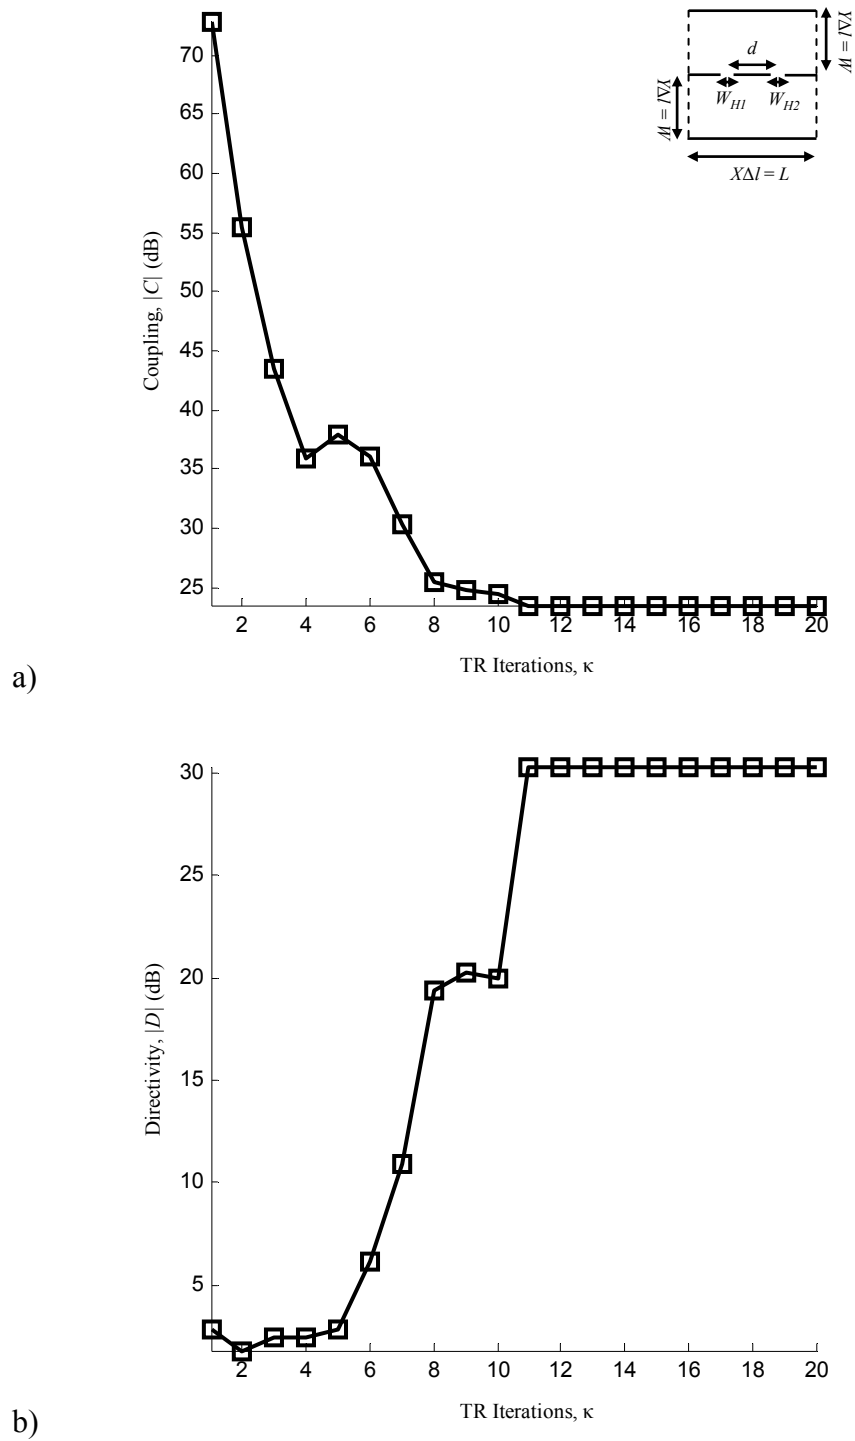 70
65
60
55
50
45
40
35
30
25
Coupling, |C| (dB)
2 4 6 8 10 12 14 16 18 20
TR Iterations, κ
a)
d
W_H1 W_H2
YΔl = W
YΔl = W
XΔl = L
30
25
20
15
10
5
Directivity, |D| (dB)
2 4 6 8 10 12 14 16 18 20
TR Iterations, κ
b)